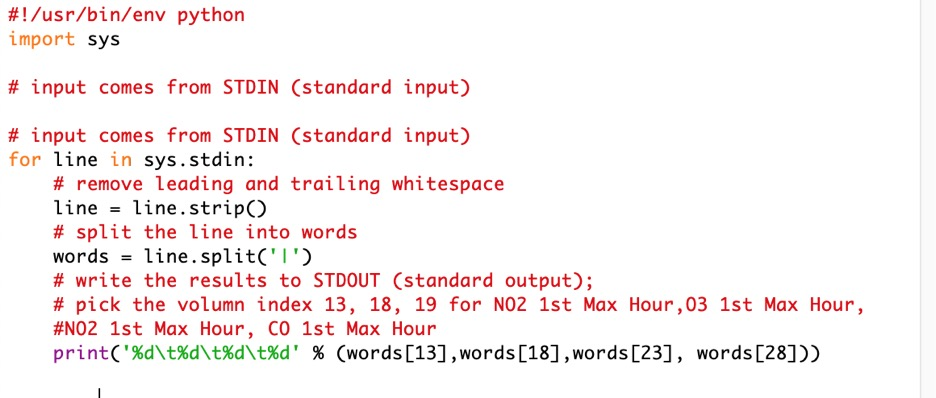 #!/usr/bin/env python
import sys
# input comes from STDIN (standard input)
# input comes from STDIN (standard input)
for line in sys.stdin:
# remove leading and trailing whitespace
line = line.strip()
# split the line into words
words = line.split('|')
# write the results to STDOUT (standard output);
# pick the volumn index 13, 18, 19 for NO2 1st Max Hour,O3 1st Max Hour,
#NO2 1st Max Hour, CO 1st Max Hour
print('%d\t%d\t%d\t%d' % (words[13],words[18],words[23], words[28]))